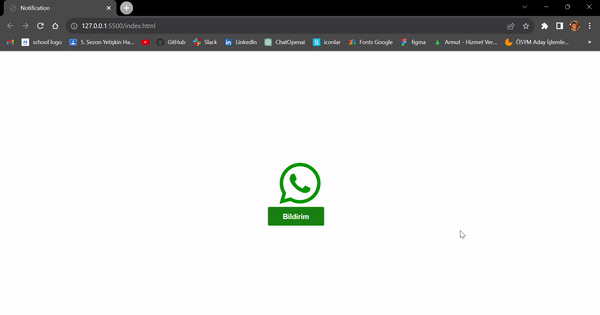 Notification
127.0.0.1:5500/index.html
school logo
5. Sezon Yetişkin Ha...
GitHub
Slack
LinkedIn
ChatOpenai
iconlar
Fonts Google
figma
Armut - Hizmet Ver...
ÖSYM Aday İşlemle...
Bildirim